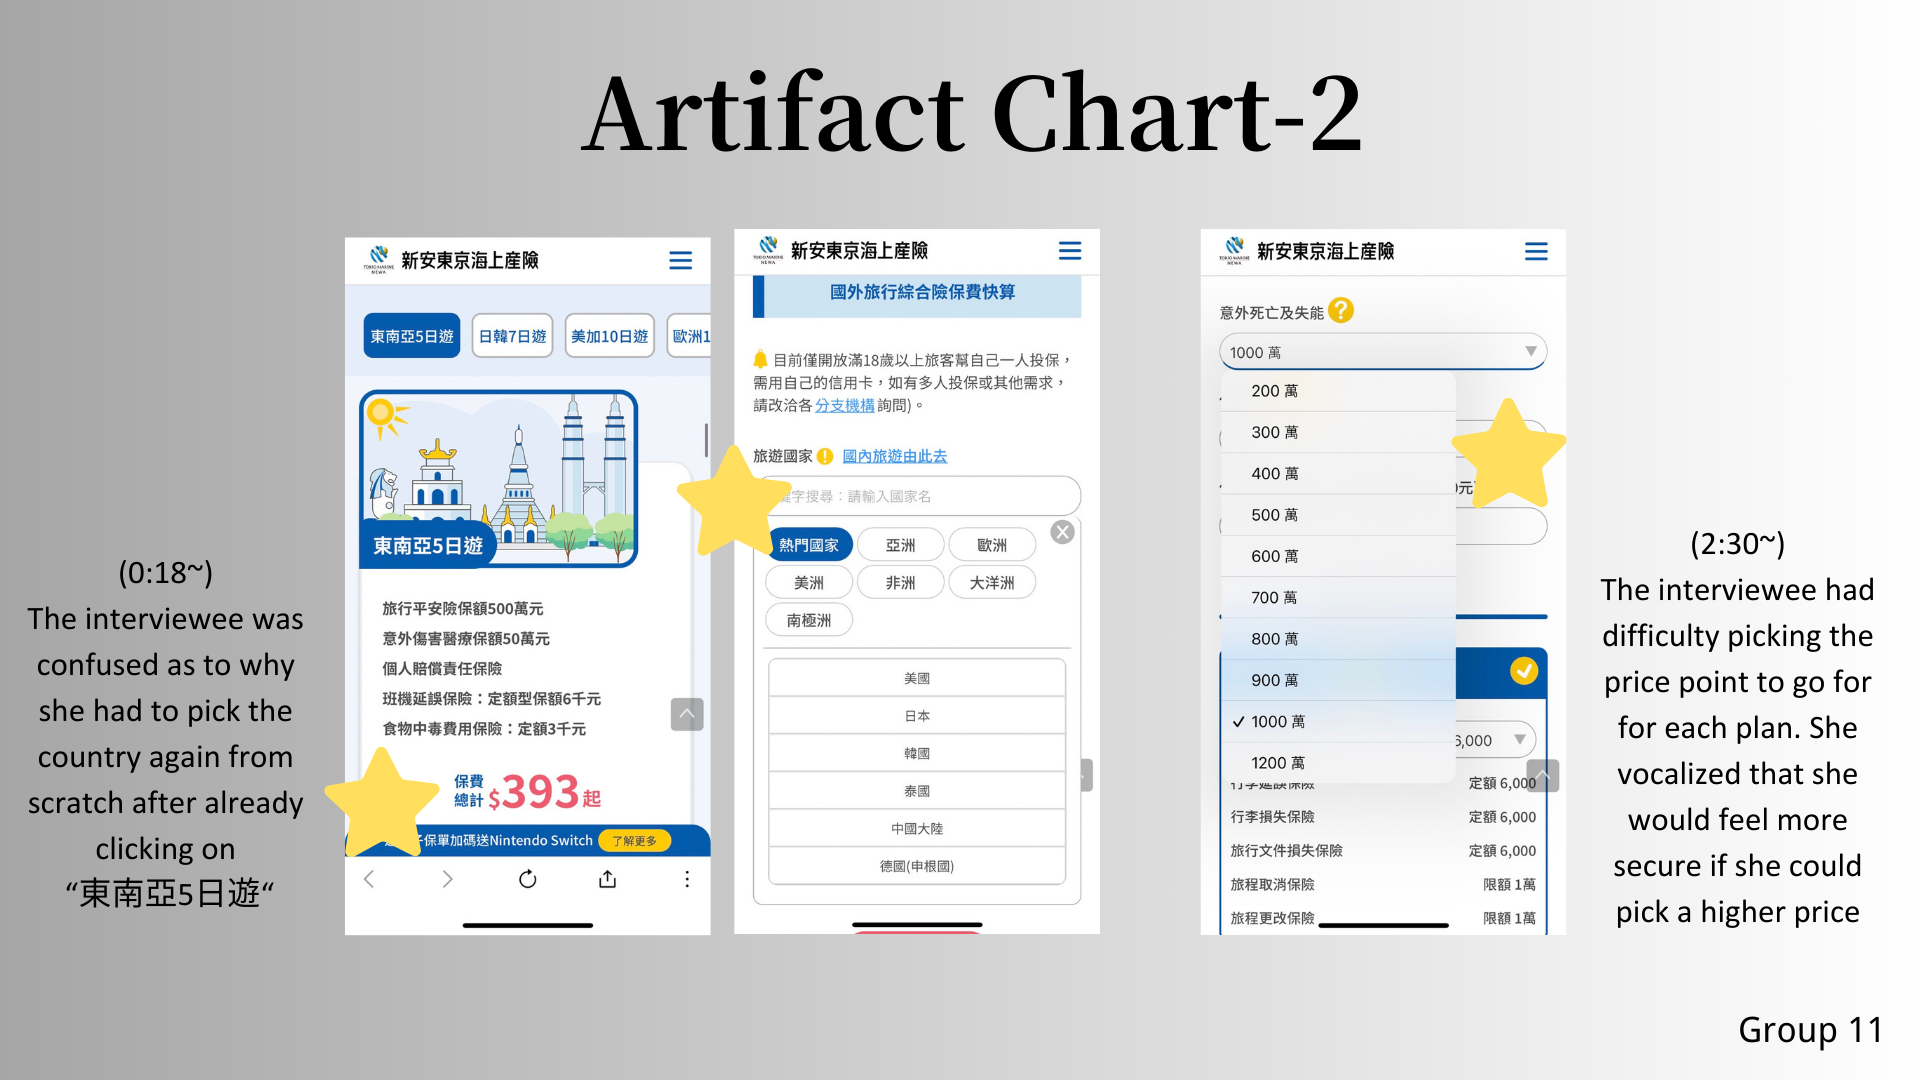 Artifact Chart-2
(0:18~)
The interviewee was
confused as to why
she had to pick the
country again from
scratch after already
clicking on
“東南亞5日遊“
TOKIO MARINE
NEWA
新安東京海上産險
東南亞5日遊
日韓7日遊
美加10日遊
歐洲1
東南亞5日遊
旅行平安險保額500萬元
意外傷害醫療保額50萬元
個人賠償責任保險
班機延誤保險：定額型保額6千元
食物中毒費用保險：定額3千元
保費
總計
$393起
保單加碼送Nintendo Switch
了解更多
TOKIO MARINE
NEWA
新安東京海上産險
國外旅行綜合險保費快算
目前僅開放滿18歲以上旅客幫自己一人投保，
需用自己的信用卡，如有多人投保或其他需求，
請改洽各分支機構詢問)。
旅遊國家
國內旅遊由此去
字搜尋：請輸入國家名
熱門國家
亞洲
歐洲
美洲
非洲
大洋洲
南極洲
美國
日本
韓國
泰國
中國大陸
德國(申根國)
TOKIO MARINE
NEWA
新安東京海上産險
意外死亡及失能 ?
1000 萬
200 萬
300 萬
400 萬
500 萬
600 萬
700 萬
800 萬
900 萬
✓ 1000 萬
1200 萬
元
6,000
定額 6,000
行李損失保險
定額 6,000
旅行文件損失保險
定額 6,000
旅程取消保險
限額 1萬
旅程更改保險
限額 1萬
(2:30~)
The interviewee had
difficulty picking the
price point to go for
for each plan. She
vocalized that she
would feel more
secure if she could
pick a higher price
Group 11